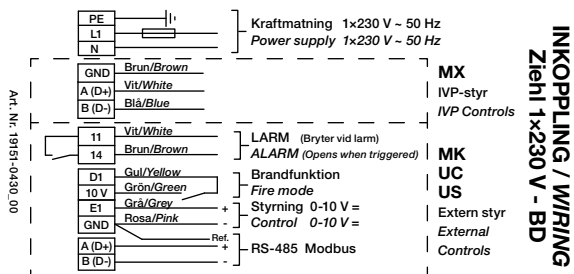 INKOPPLING / WIRING
Ziehl 1×230 V - BD
PE
L1
N
Kraftmatning 1×230 V ~ 50 Hz
Power supply 1×230 V ~ 50 Hz
GND Brun/Brown
A (D+) Vit/White
B (D-) Blå/Blue
MX
IVP-styr
IVP Controls
11 Vit/White
14 Brun/Brown
LARM (Bryter vid larm)
ALARM (Opens when triggered)
D1 Gul/Yellow
10 V Grön/Green
Brandfunktion
Fire mode
E1 Grå/Grey +
GND Rosa/Pink -
Styrning 0-10 V =
Control 0-10 V =
Ref.
A (D+) +
B (D-) -
RS-485 Modbus
MK
UC
US
Extern styr
External
Controls
Art. Nr. 19151-0430_00